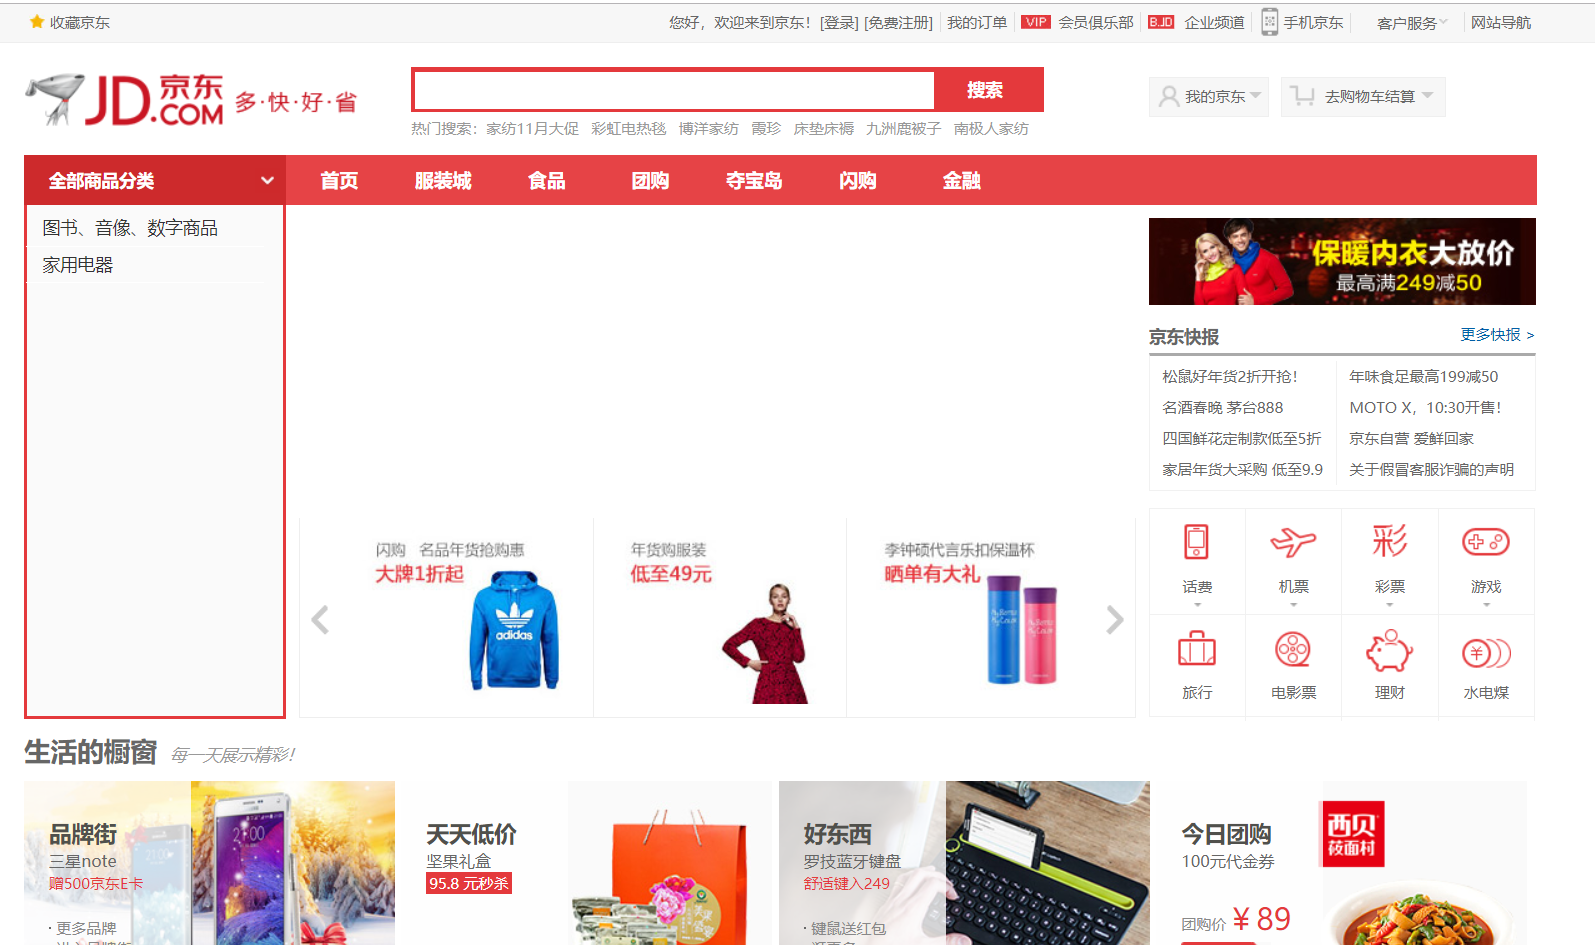 收藏京东
您好，欢迎来到京东！[登录] [免费注册]
我的订单
VIP 会员俱乐部
B.JD 企业频道
手机京东
客户服务
网站导航
JD.COM 京东
多·快·好·省
搜索
热门搜索： 家纺11月大促 彩虹电热毯 博洋家纺 霞珍 床垫床褥 九洲鹿被子 南极人家纺
我的京东
去购物车结算
全部商品分类
首页 服装城 食品 团购 夺宝岛 闪购 金融
图书、音像、数字商品
家用电器
保暖内衣大放价
最高满249减50
京东快报
更多快报 >
松鼠好年货2折开抢！
年味食足最高199减50
名酒春晚 茅台888
MOTO X，10:30开售！
四国鲜花定制款低至5折
京东自营 爱鲜回家
家居年货大采购 低至9.9
关于假冒客服诈骗的声明
闪购 名品年货抢购惠
大牌1折起
adidas
年货购服装
低至49元
李钟硕代言乐扣保温杯
晒单有大礼
彩
话费 机票 彩票 游戏
旅行 电影票 理财 水电煤
生活的橱窗 每一天展示精彩！
品牌街
三星note
赠500京东E卡
· 更多品牌
天天低价
坚果礼盒
95.8 元秒杀
好东西
罗技蓝牙键盘
舒适键入249
· 键鼠送红包
今日团购
100元代金券
团购价 ¥ 89
西贝
莜面村